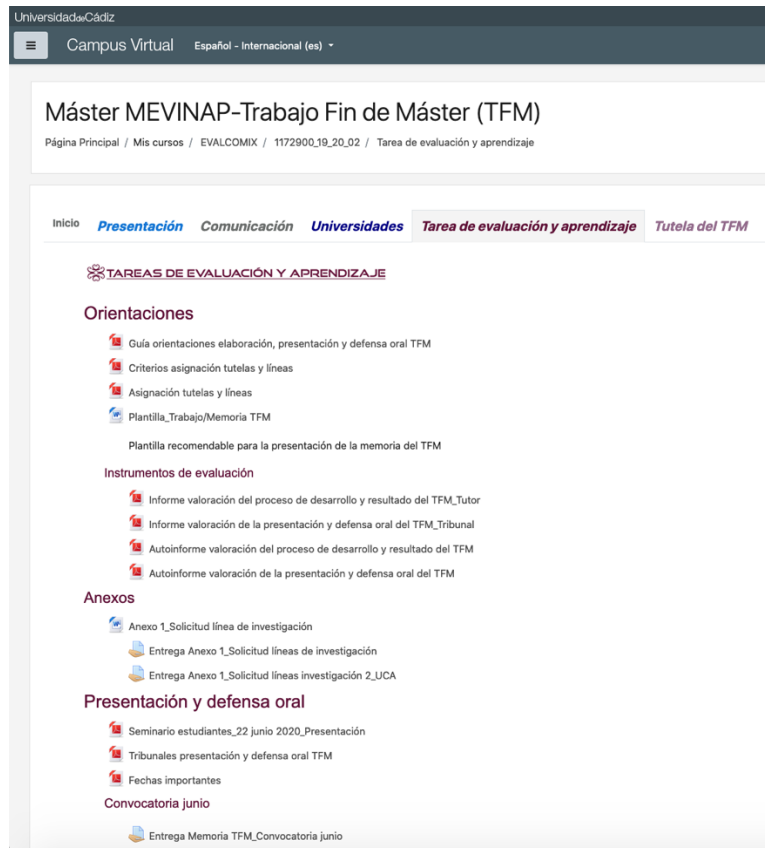 UniversidaddeCádiz
Campus Virtual Español - Internacional (es)
Máster MEVINAP-Trabajo Fin de Máster (TFM)
Página Principal / Mis cursos / EVALCOMIX / 1172900_19_20_02 / Tarea de evaluación y aprendizaje
Inicio Presentación Comunicación Universidades Tarea de evaluación y aprendizaje Tutela del TFM
TAREAS DE EVALUACIÓN Y APRENDIZAJE
Orientaciones
Guía orientaciones elaboración, presentación y defensa oral TFM
Criterios asignación tutelas y líneas
Asignación tutelas y líneas
Plantilla_Trabajo/Memoria TFM
Plantilla recomendable para la presentación de la memoria del TFM
Instrumentos de evaluación
Informe valoración del proceso de desarrollo y resultado del TFM_Tutor
Informe valoración de la presentación y defensa oral del TFM_Tribunal
Autoinforme valoración del proceso de desarrollo y resultado del TFM
Autoinforme valoración de la presentación y defensa oral del TFM
Anexos
Anexo 1_Solicitud línea de investigación
Entrega Anexo 1_Solicitud líneas de investigación
Entrega Anexo 1_Solicitud líneas investigación 2_UCA
Presentación y defensa oral
Seminario estudiantes_22 junio 2020_Presentación
Tribunales presentación y defensa oral TFM
Fechas importantes
Convocatoria junio
Entrega Memoria TFM_Convocatoria junio